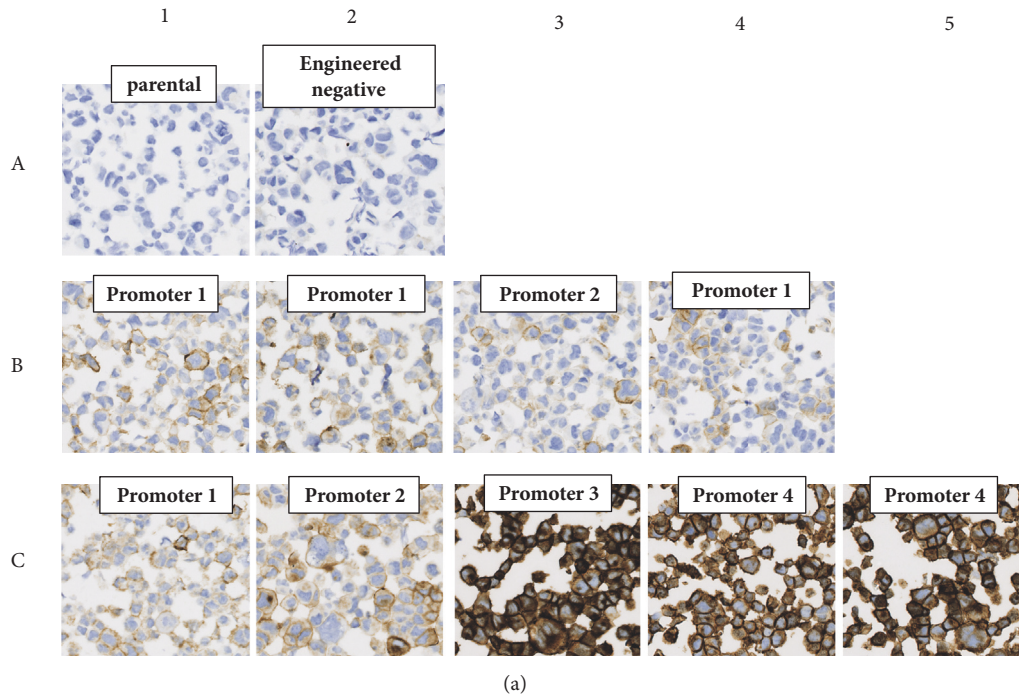 1 2 3 4 5
parental
Engineered
negative
A
Promoter 1 Promoter 1 Promoter 2 Promoter 1
B
Promoter 1 Promoter 2 Promoter 3 Promoter 4 Promoter 4
C
(a)